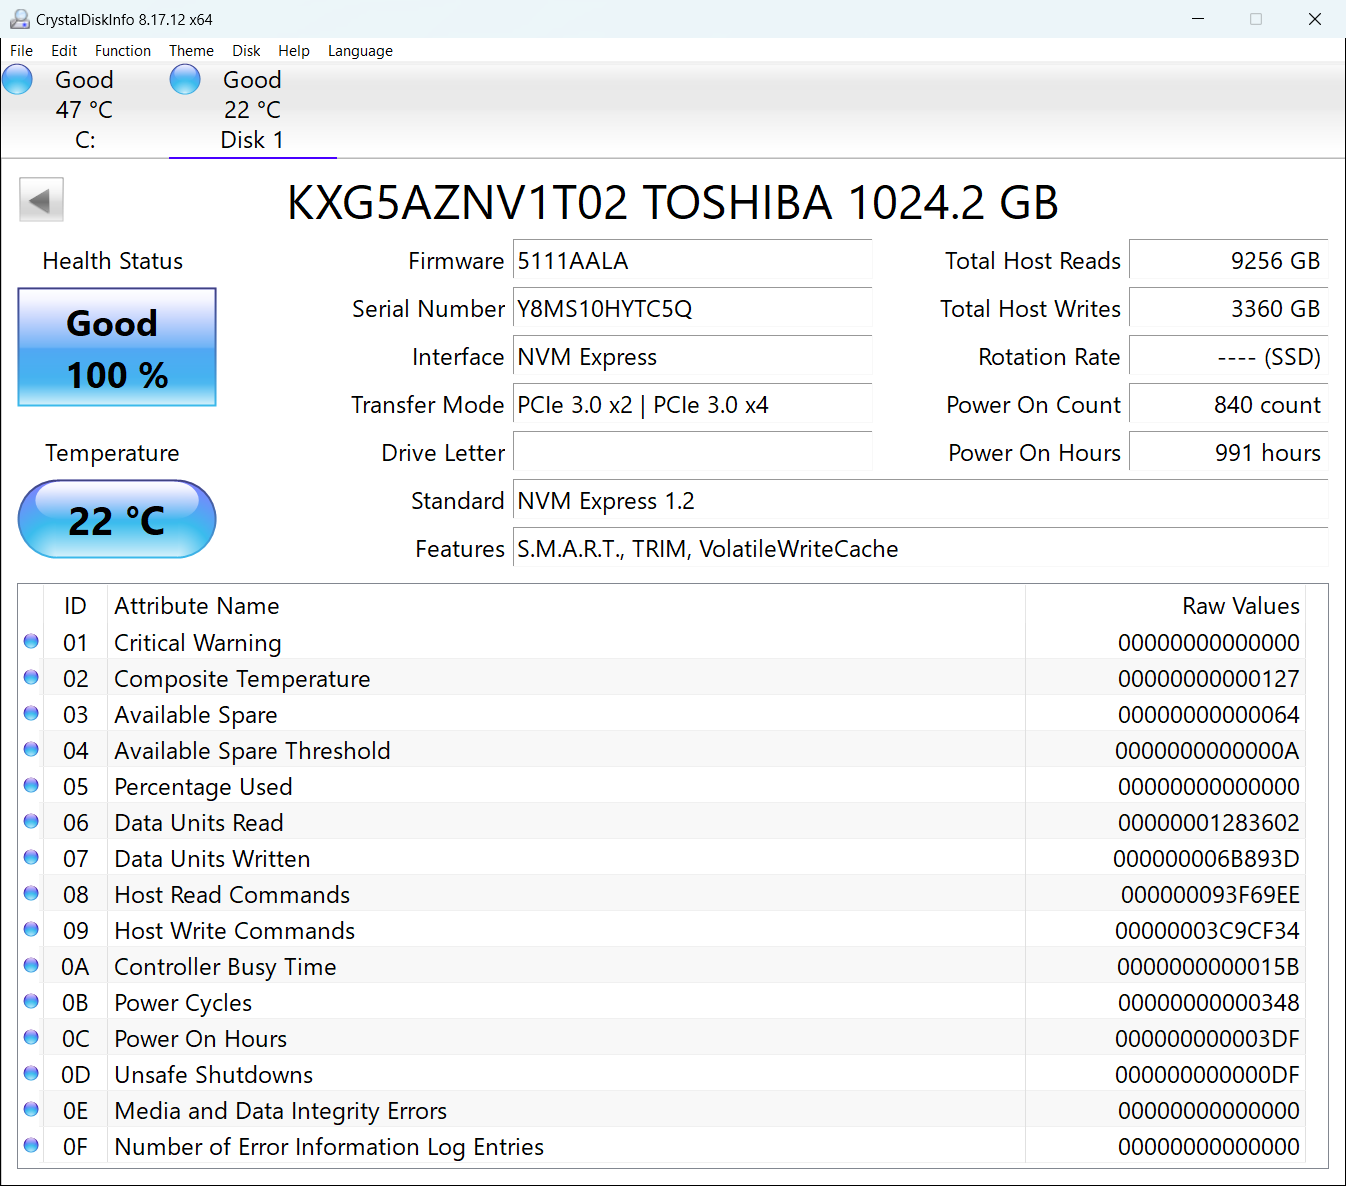 CrystalDiskInfo 8.17.12 x64
File Edit Function Theme Disk Help Language
Good Good
47 °C 22 °C
C: Disk 1
KXG5AZNV1T02 TOSHIBA 1024.2 GB
Health Status
Good
100 %
Temperature
22 °C
Firmware 5111AALA
Serial Number Y8MS10HYTC5Q
Interface NVM Express
Transfer Mode PCIe 3.0 x2 | PCIe 3.0 x4
Drive Letter
Standard NVM Express 1.2
Features S.M.A.R.T., TRIM, VolatileWriteCache
Total Host Reads 9256 GB
Total Host Writes 3360 GB
Rotation Rate ---- (SSD)
Power On Count 840 count
Power On Hours 991 hours
ID Attribute Name Raw Values
01 Critical Warning 00000000000000
02 Composite Temperature 00000000000127
03 Available Spare 00000000000064
04 Available Spare Threshold 0000000000000A
05 Percentage Used 00000000000000
06 Data Units Read 00000001283602
07 Data Units Written 000000006B893D
08 Host Read Commands 000000093F69EE
09 Host Write Commands 00000003C9CF34
0A Controller Busy Time 0000000000015B
0B Power Cycles 00000000000348
0C Power On Hours 000000000003DF
0D Unsafe Shutdowns 000000000000DF
0E Media and Data Integrity Errors 00000000000000
0F Number of Error Information Log Entries 00000000000000